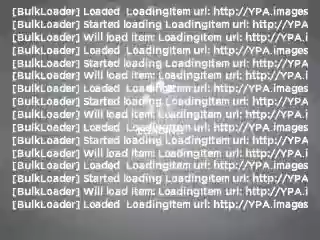 [BulkLoader] Loaded LoadingItem url: http://YPA.images
[BulkLoader] Started loading LoadingItem url: http://YPA
[BulkLoader] Will load item: LoadingItem url: http://YPA.i
[BulkLoader] Loaded LoadingItem url: http://YPA.images
[BulkLoader] Started loading LoadingItem url: http://YPA
[BulkLoader] Will load item: LoadingItem url: http://YPA.i
[BulkLoader] Loaded LoadingItem url: http://YPA.images
[BulkLoader] Started loading LoadingItem url: http://YPA
[BulkLoader] Will load item: LoadingItem url: http://YPA.i
[BulkLoader] Loaded LoadingItem url: http://YPA.images
[BulkLoader] Started loading LoadingItem url: http://YPA
[BulkLoader] Will load item: LoadingItem url: http://YPA.i
[BulkLoader] Loaded LoadingItem url: http://YPA.images
[BulkLoader] Started loading LoadingItem url: http://YPA
[BulkLoader] Will load item: LoadingItem url: http://YPA.i
[BulkLoader] Loaded LoadingItem url: http://YPA.images